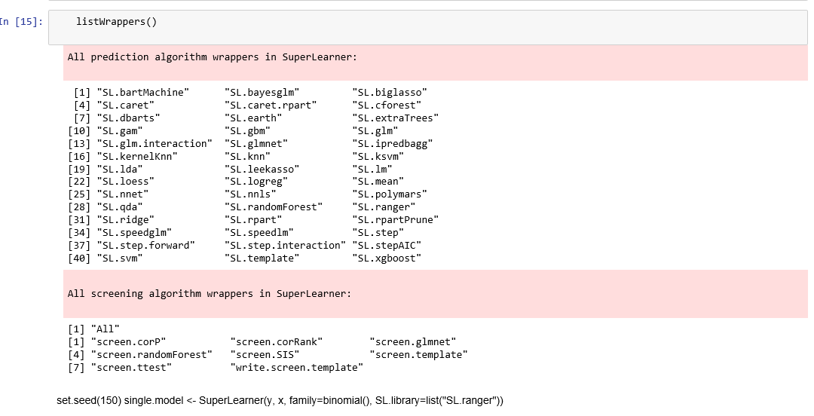 In [15]: listWrappers()
All prediction algorithm wrappers in SuperLearner:
[1] "SL.bartMachine" "SL.bayesglm" "SL.biglasso"
[4] "SL.caret" "SL.caret.rpart" "SL.cforest"
[7] "SL.dbarts" "SL.earth" "SL.extraTrees"
[10] "SL.gam" "SL.gbm" "SL.glm"
[13] "SL.glm.interaction" "SL.glmnet" "SL.ipredbagg"
[16] "SL.kernelKnn" "SL.knn" "SL.ksvm"
[19] "SL.lda" "SL.leekasso" "SL.lm"
[22] "SL.loess" "SL.logreg" "SL.mean"
[25] "SL.nnet" "SL.nnls" "SL.polymars"
[28] "SL.qda" "SL.randomForest" "SL.ranger"
[31] "SL.ridge" "SL.rpart" "SL.rpartPrune"
[34] "SL.speedglm" "SL.speedlm" "SL.step"
[37] "SL.step.forward" "SL.step.interaction" "SL.stepAIC"
[40] "SL.svm" "SL.template" "SL.xgboost"
All screening algorithm wrappers in SuperLearner:
[1] "All"
[1] "screen.corP" "screen.corRank" "screen.glmnet"
[4] "screen.randomForest" "screen.SIS" "screen.template"
[7] "screen.ttest" "write.screen.template"
set.seed(150) single.model <- SuperLearner(y, x, family=binomial(), SL.library=list("SL.ranger"))